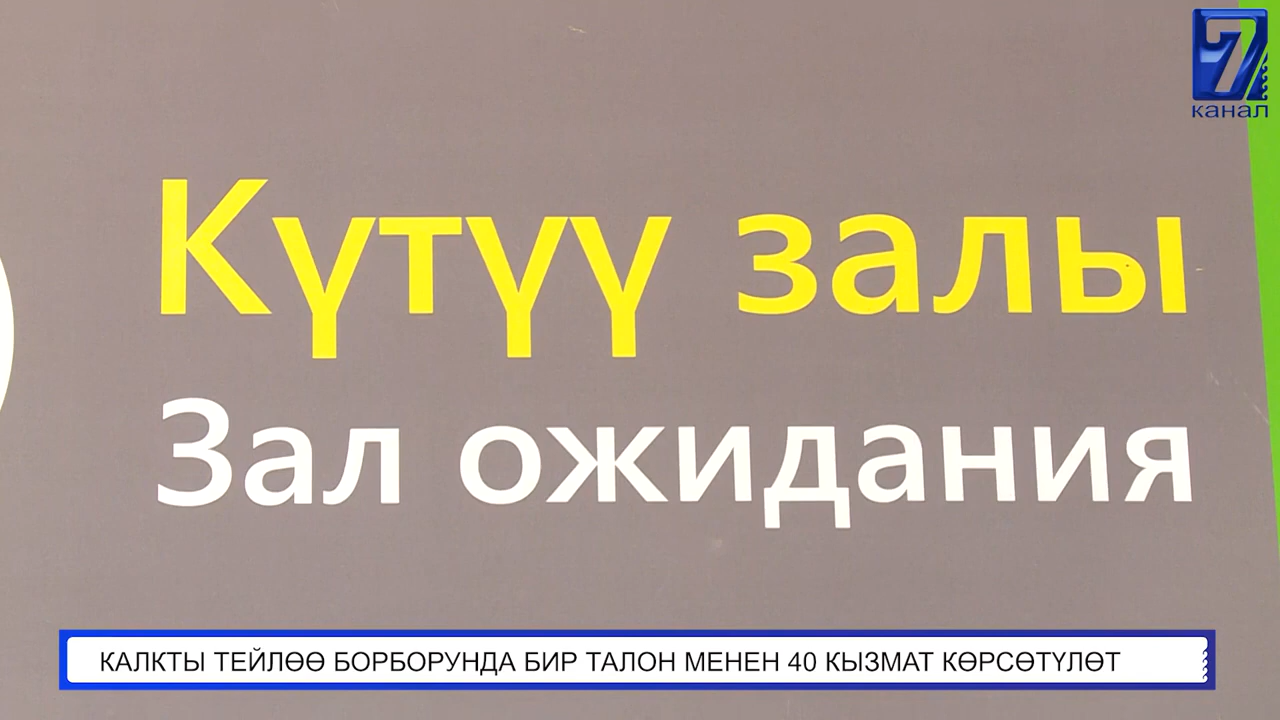 7
канал
Күтүү залы
Зал ожидания
КАЛКТЫ ТЕЙЛӨӨ БОРБОРУНДА БИР ТАЛОН МЕНЕН 40 КЫЗМАТ КӨРСӨТҮЛӨТ